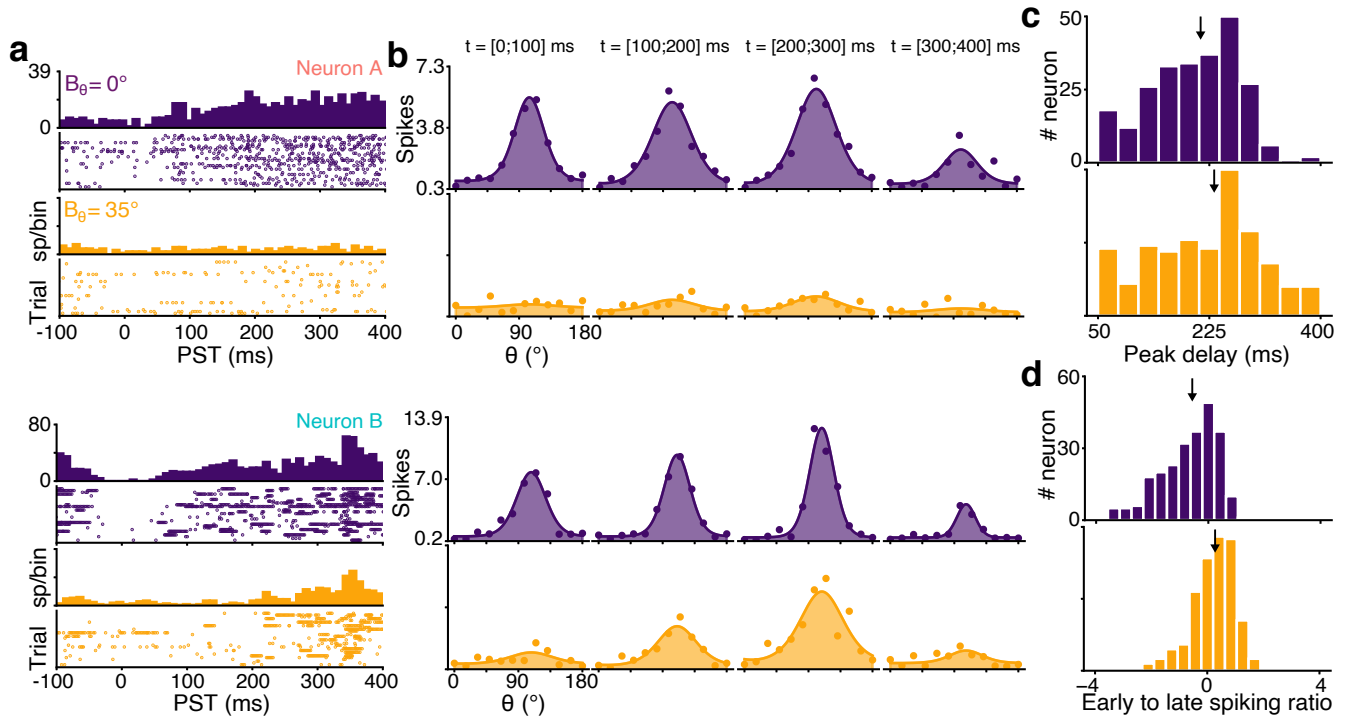 a
Neuron A
39
B_θ = 0°
0
sp/bin
B_θ = 35°
Trial
-100 0 100 200 300 400
PST (ms)
b
t = [0;100] ms t = [100;200] ms t = [200;300] ms t = [300;400] ms
7.3
Spikes
3.8
0.3
0 90 180
θ (°)
c
50
# neuron
25
0
50 225 400
Peak delay (ms)
Neuron B
80
0
sp/bin
Trial
-100 0 100 200 300 400
PST (ms)
13.9
Spikes
7.0
0.2
0 90 180
θ (°)
d
60
# neuron
30
0
−4 0 4
Early to late spiking ratio